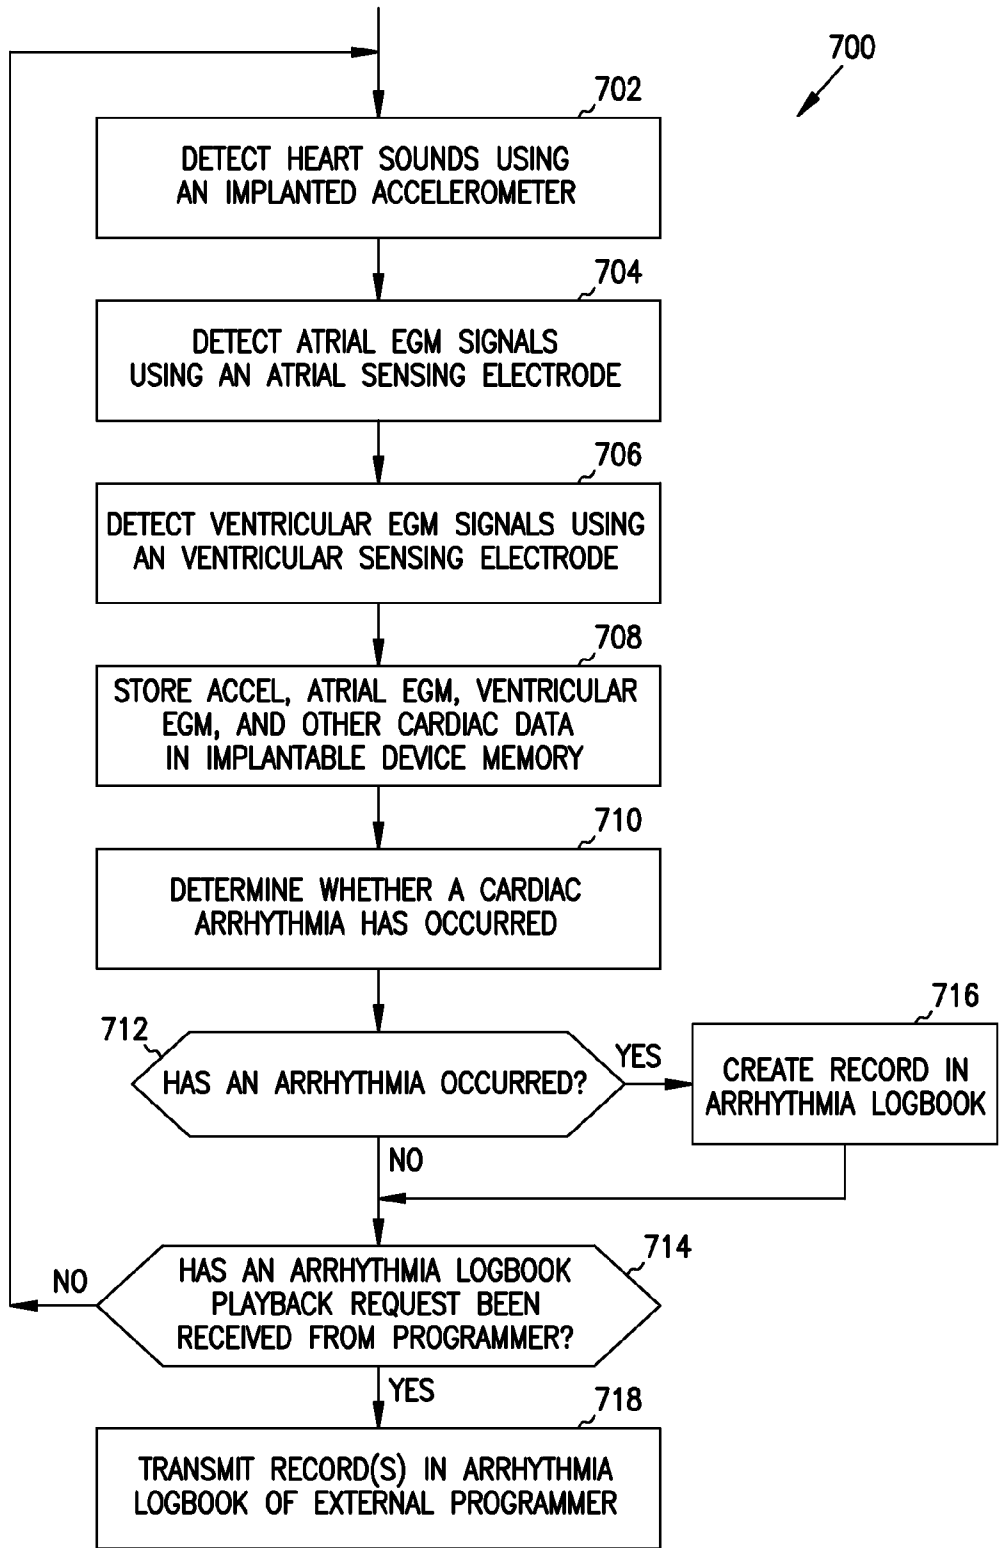 700
702
DETECT HEART SOUNDS USING
AN IMPLANTED ACCELEROMETER
704
DETECT ATRIAL EGM SIGNALS
USING AN ATRIAL SENSING ELECTRODE
706
DETECT VENTRICULAR EGM SIGNALS USING
AN VENTRICULAR SENSING ELECTRODE
708
STORE ACCEL, ATRIAL EGM, VENTRICULAR
EGM, AND OTHER CARDIAC DATA
IN IMPLANTABLE DEVICE MEMORY
710
DETERMINE WHETHER A CARDIAC
ARRHYTHMIA HAS OCCURRED
712
HAS AN ARRHYTHMIA OCCURRED?
YES
716
CREATE RECORD IN
ARRHYTHMIA LOGBOOK
NO
714
HAS AN ARRHYTHMIA LOGBOOK
PLAYBACK REQUEST BEEN
RECEIVED FROM PROGRAMMER?
NO
YES
718
TRANSMIT RECORD(S) IN ARRHYTHMIA
LOGBOOK OF EXTERNAL PROGRAMMER